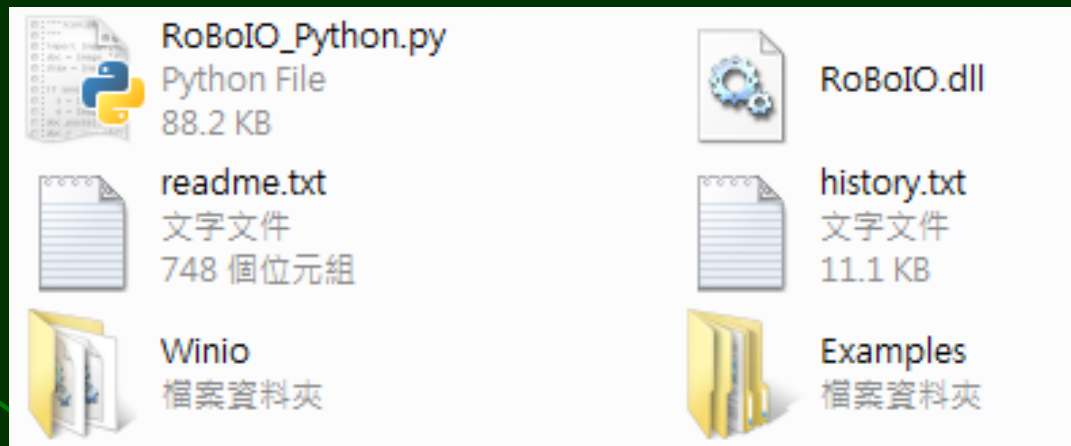 RoBoIO_Python.py
Python File
88.2 KB
RoBoIO.dll
readme.txt
文字文件
748 個位元組
history.txt
文字文件
11.1 KB
Winio
檔案資料夾
Examples
檔案資料夾